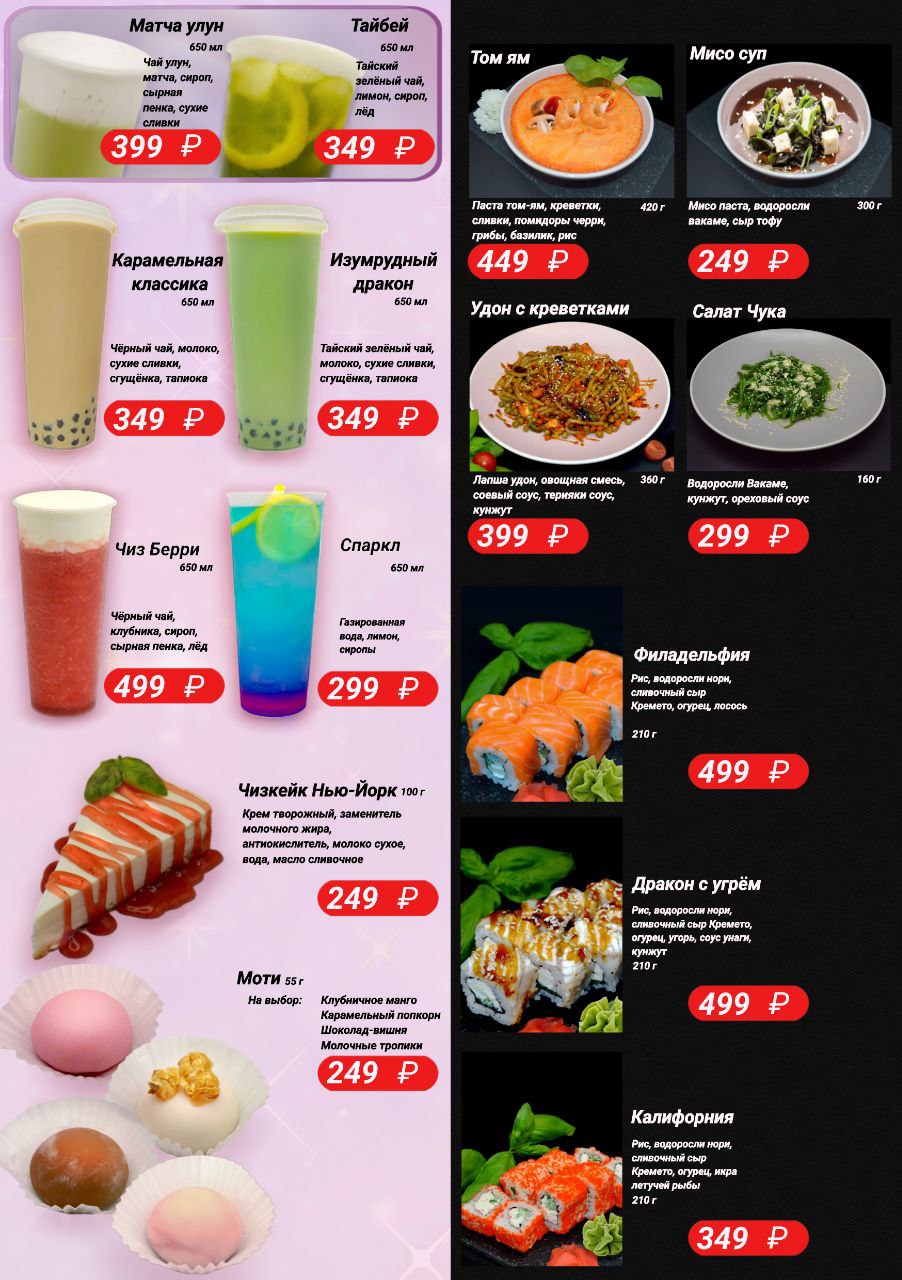 Матча улун
650 мл
Чай улун,
матча, сироп,
сырная
пенка, сухие
сливки
399 ₽
Тайбей
650 мл
Тайский
зелёный чай,
лимон, сироп,
лёд
349 ₽
Карамельная
классика
650 мл
Чёрный чай, молоко,
сухие сливки,
сгущёнка, тапиока
349 ₽
Изумрудный
дракон
650 мл
Тайский зелёный чай,
молоко, сухие сливки,
сгущёнка, тапиока
349 ₽
Чиз Берри
650 мл
Чёрный чай,
клубника, сироп,
сырная пенка, лёд
499 ₽
Спаркл
650 мл
Газированная
вода, лимон,
сиропы
299 ₽
Чизкейк Нью-Йорк 100 г
Крем творожный, заменитель
молочного жира,
антиокислитель, молоко сухое,
вода, масло сливочное
249 ₽
Моти 55 г
На выбор: Клубничное манго
Карамельный попкорн
Шоколад-вишня
Молочные тропики
249 ₽
Том ям
Паста том-ям, креветки,
сливки, помидоры черри,
грибы, базилик, рис
420 г
449 ₽
Мисо суп
Мисо паста, водоросли
вакаме, сыр тофу
300 г
249 ₽
Удон с креветками
Лапша удон, овощная смесь,
соевый соус, терияки соус,
кунжут
360 г
399 ₽
Салат Чука
Водоросли Вакаме,
кунжут, ореховый соус
160 г
299 ₽
Филадельфия
Рис, водоросли нори,
сливочный сыр
Кремето, огурец, лосось
210 г
499 ₽
Дракон с угрём
Рис, водоросли нори,
сливочный сыр Кремето,
огурец, угорь, соус унаги,
кунжут
210 г
499 ₽
Калифорния
Рис, водоросли нори,
сливочный сыр
Кремето, огурец, икра
летучей рыбы
210 г
349 ₽